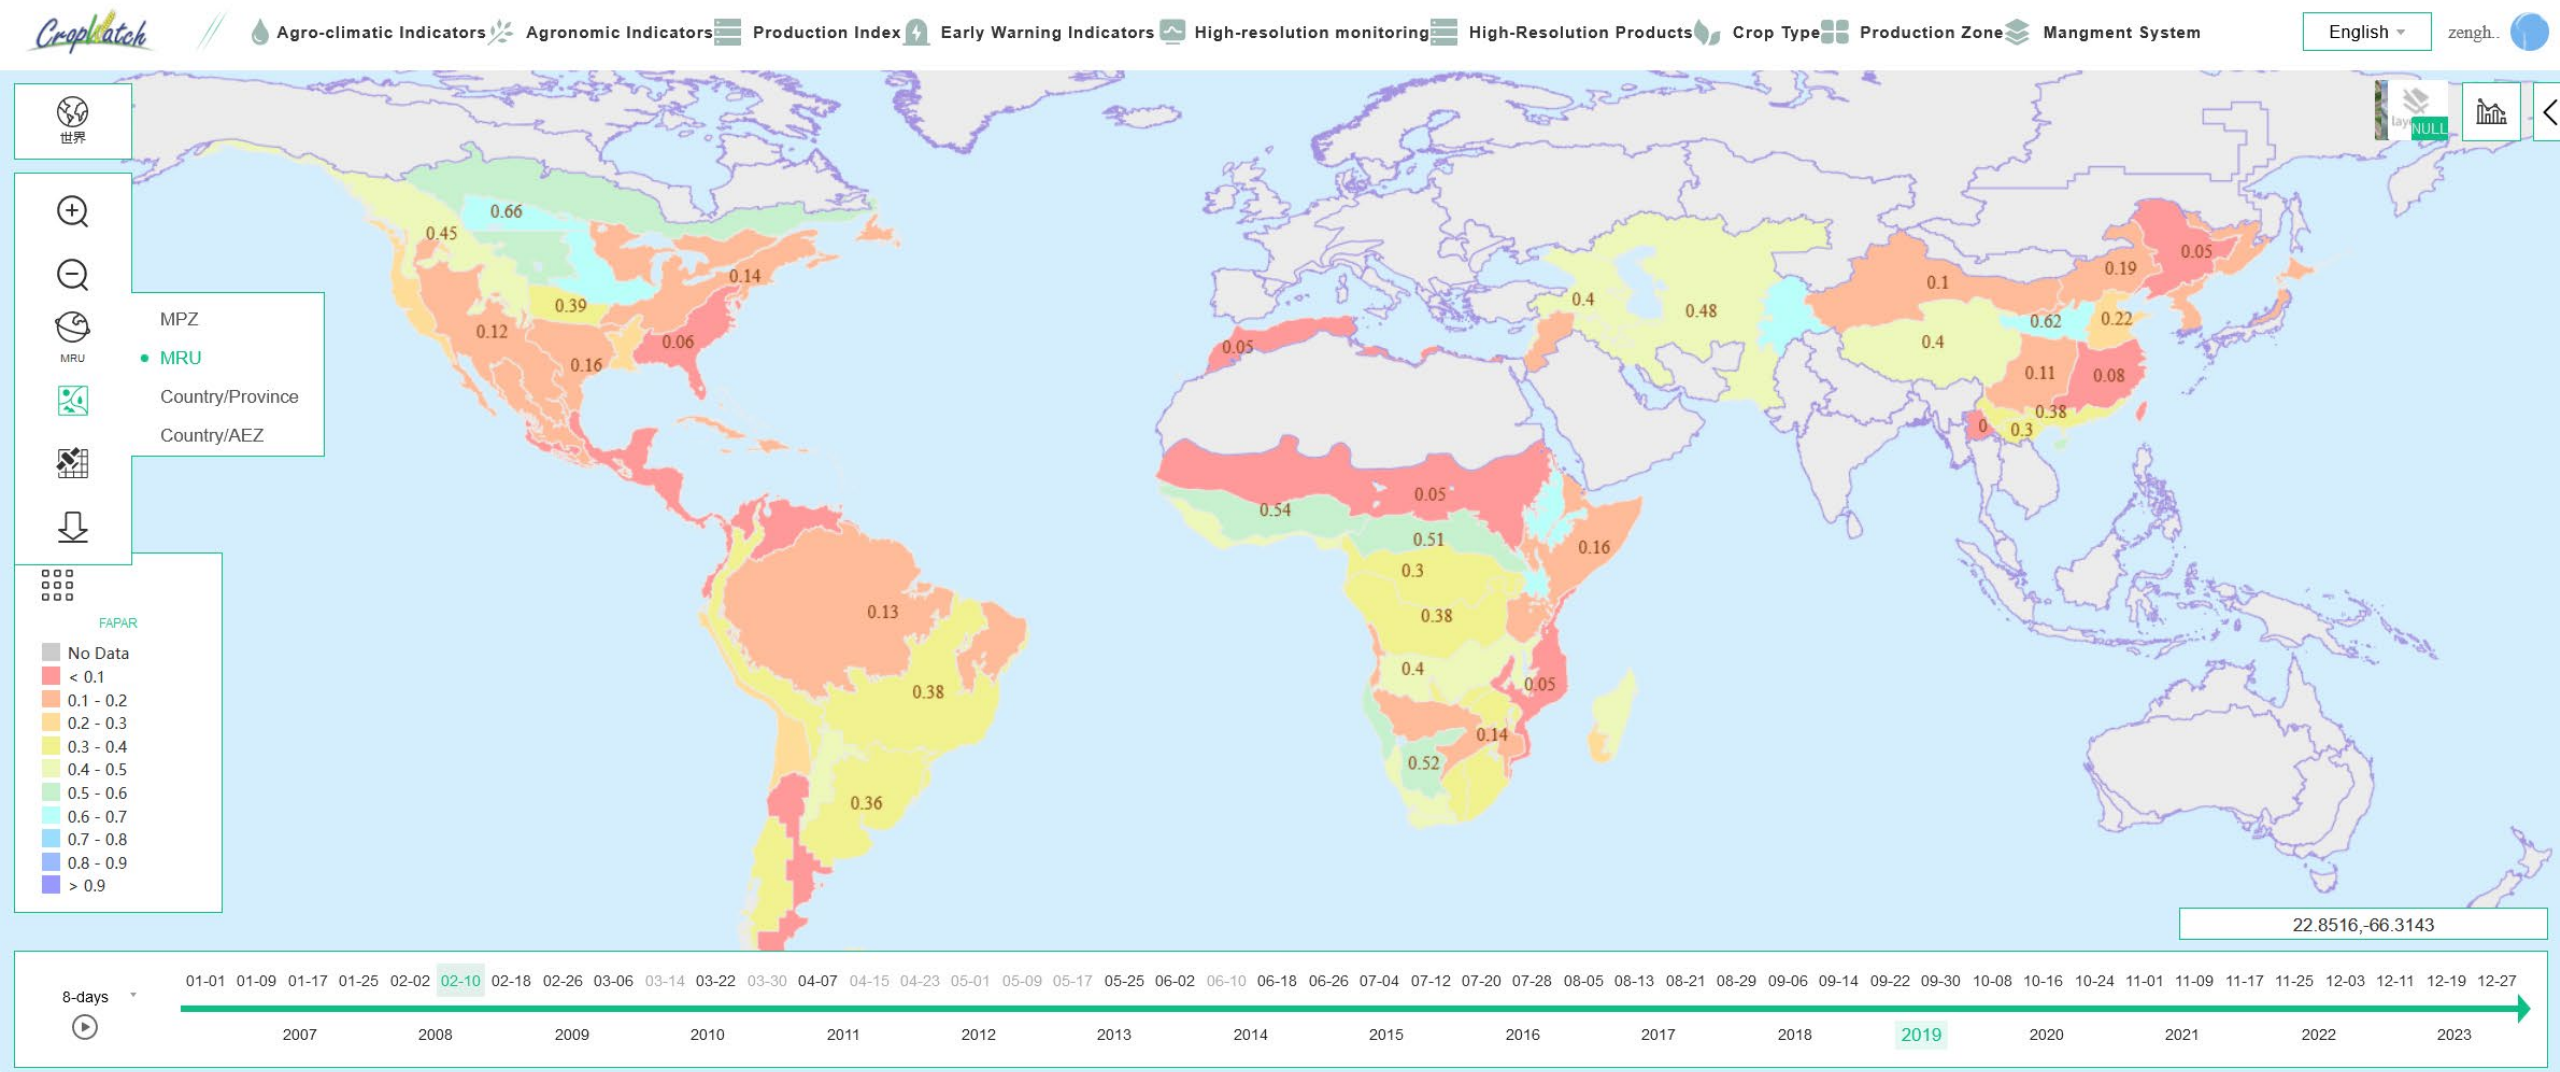 CropWatch
Agro-climatic Indicators
Agronomic Indicators
Production Index
Early Warning Indicators
High-resolution monitoring
High-Resolution Products
Crop Type
Production Zone
Mangment System
English
zengh..
世界
NULL
MRU
MPZ
MRU
Country/Province
Country/AEZ
0.66
0.45
0.14
0.39
0.12
0.06
0.16
0.13
0.38
0.36
0.05
0.05
0.54
0.51
0.16
0.3
0.38
0.4
0.05
0.14
0.52
0.4
0.48
0.05
0.19
0.1
0.62
0.22
0.4
0.11
0.08
0.38
0
0.3
FAPAR
No Data
< 0.1
0.1 - 0.2
0.2 - 0.3
0.3 - 0.4
0.4 - 0.5
0.5 - 0.6
0.6 - 0.7
0.7 - 0.8
0.8 - 0.9
> 0.9
22.8516,-66.3143
8-days
01-01 01-09 01-17 01-25 02-02 02-10 02-18 02-26 03-06 03-14 03-22 03-30 04-07 04-15 04-23 05-01 05-09 05-17 05-25 06-02 06-10 06-18 06-26 07-04 07-12 07-20 07-28 08-05 08-13 08-21 08-29 09-06 09-14 09-22 09-30 10-08 10-16 10-24 11-01 11-09 11-17 11-25 12-03 12-11 12-19 12-27
2007 2008 2009 2010 2011 2012 2013 2014 2015 2016 2017 2018 2019 2020 2021 2022 2023